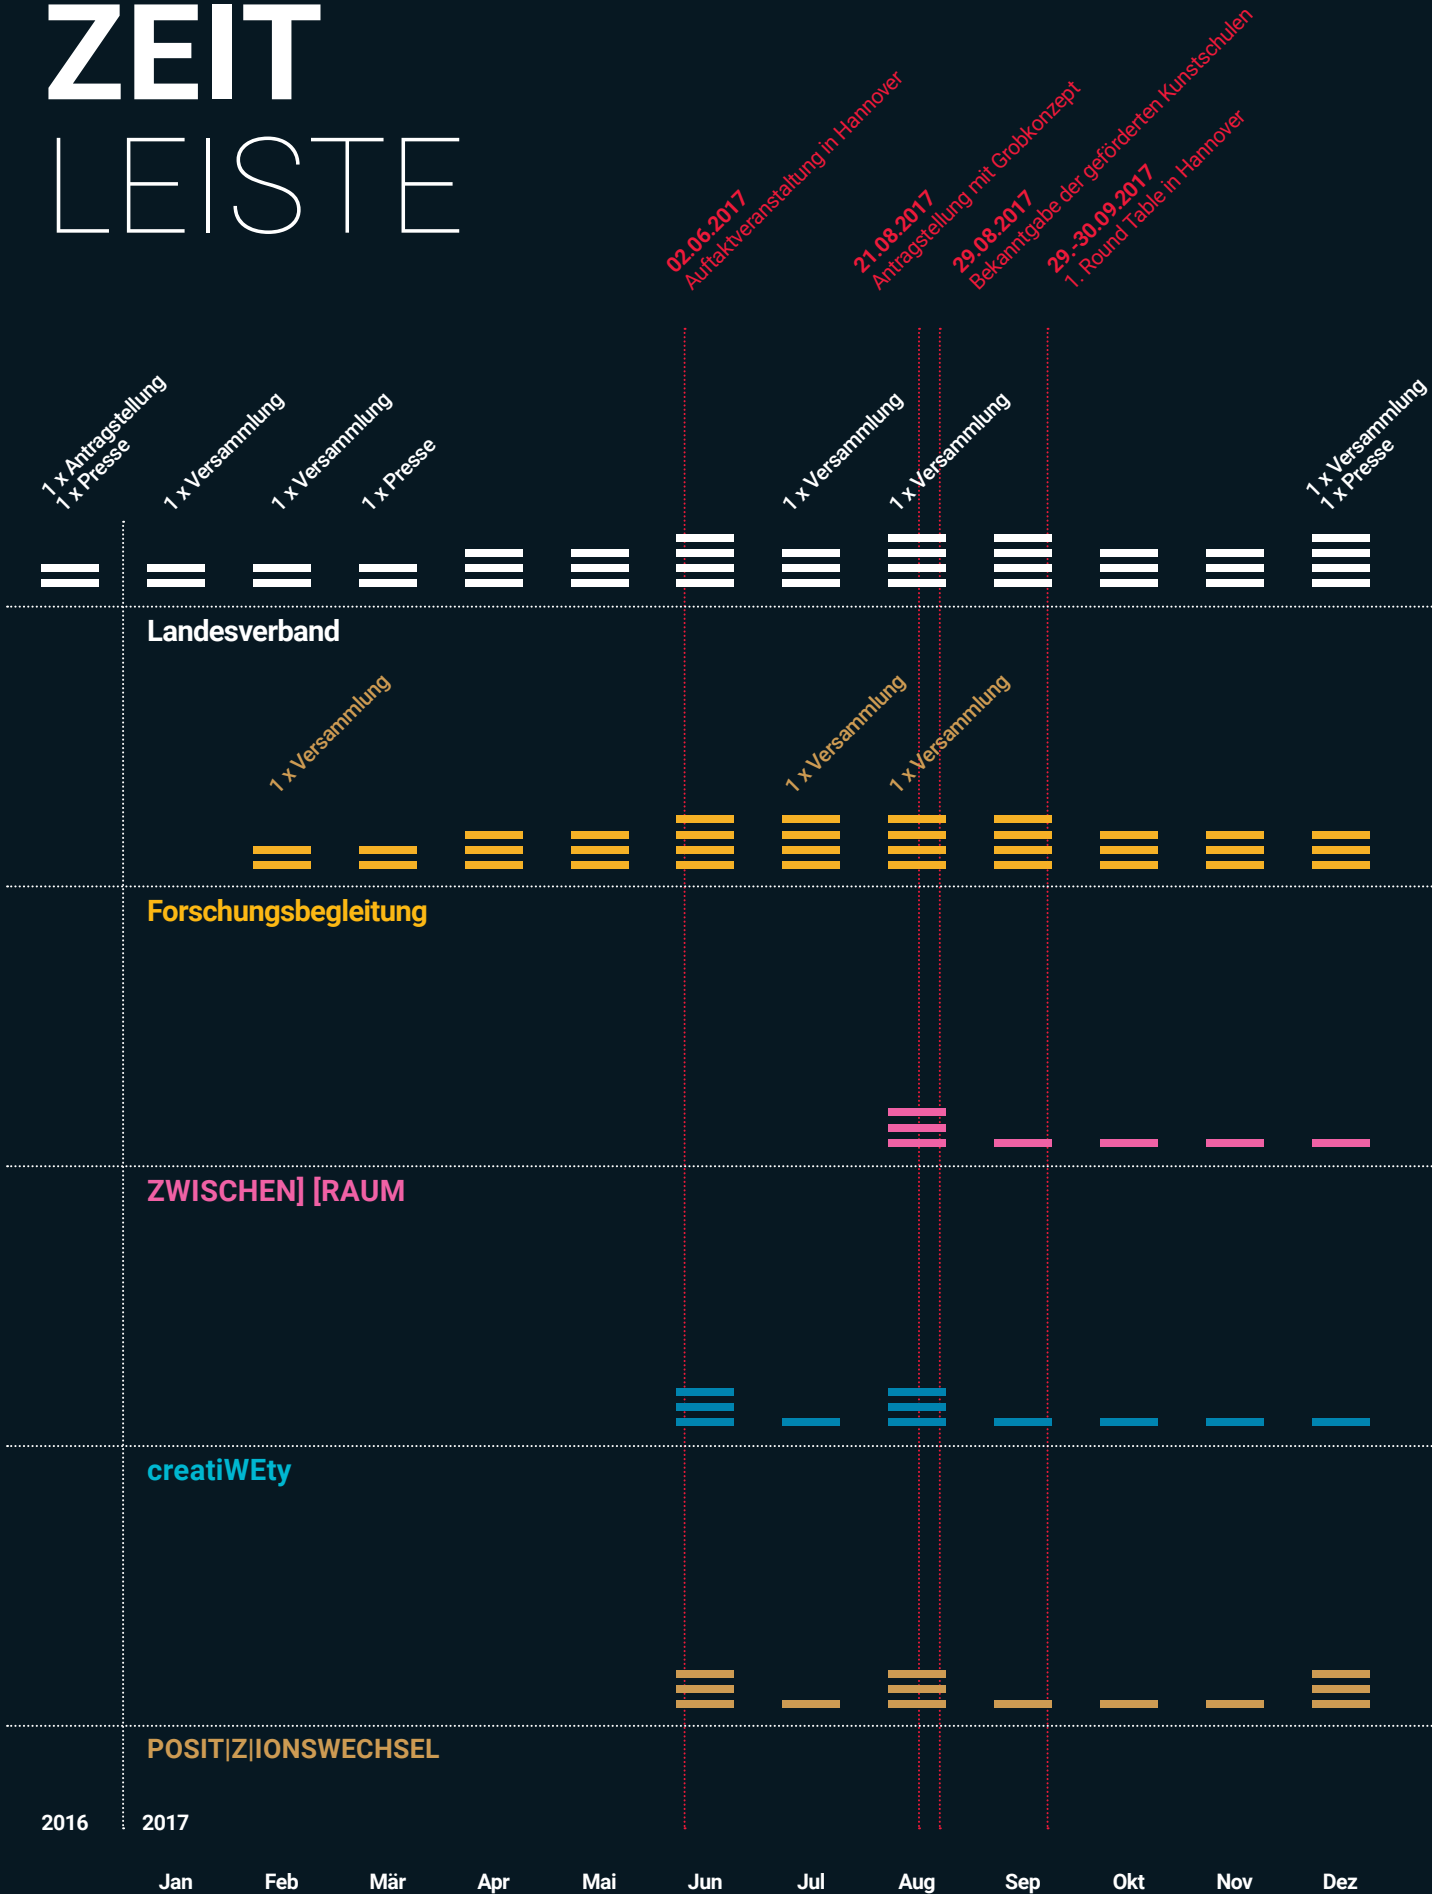 ZEIT
LEISTE
02.06.2017
Auftaktveranstaltung in Hannover
21.08.2017
Antragstellung mit Grobkonzept
29.08.2017
Bekanntgabe der geförderten Kunstschulen
29.-30.09.2017
1. Round Table in Hannover
1 x Antragstellung
1 x Presse
1 x Versammlung
1 x Versammlung
1 x Presse
1 x Versammlung
1 x Versammlung
1 x Versammlung
1 x Presse
Landesverband
1 x Versammlung
1 x Versammlung
1 x Versammlung
Forschungsbegleitung
ZWISCHEN] [RAUM
creatiWEty
POSIT|Z|IONSWECHSEL
2016 2017
Jan Feb Mär Apr Mai Jun Jul Aug Sep Okt Nov Dez